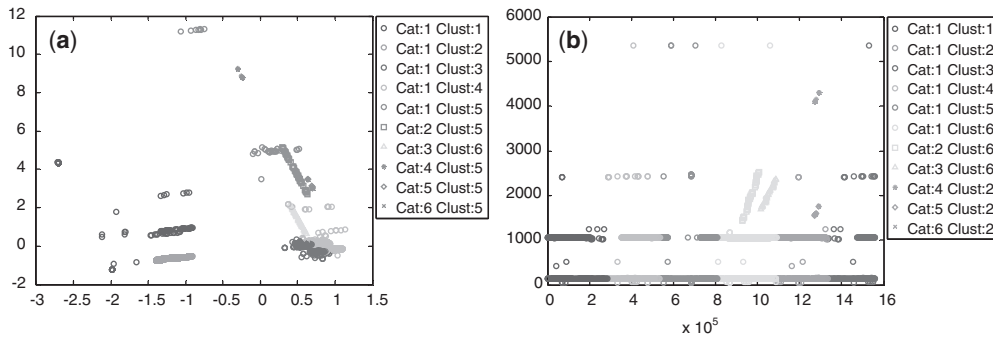 (a)
12
10
8
6
4
2
0
-2
-3 -2.5 -2 -1.5 -1 -0.5 0 0.5 1 1.5
Cat:1 Clust:1
Cat:1 Clust:2
Cat:1 Clust:3
Cat:1 Clust:4
Cat:1 Clust:5
Cat:2 Clust:5
Cat:3 Clust:6
Cat:4 Clust:5
Cat:5 Clust:5
Cat:6 Clust:5
(b)
6000
5000
4000
3000
2000
1000
0
0 2 4 6 8 10 12 14 16
x 10⁵
Cat:1 Clust:1
Cat:1 Clust:2
Cat:1 Clust:3
Cat:1 Clust:4
Cat:1 Clust:5
Cat:1 Clust:6
Cat:2 Clust:6
Cat:3 Clust:6
Cat:4 Clust:2
Cat:5 Clust:2
Cat:6 Clust:2